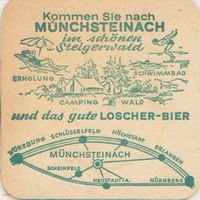 Kommen Sie nach
MÜNCHSTEINACH
im schönen
Steigerwald
ERHOLUNG
SCHWIMMBAD
CAMPING WALD
und das gute LOSCHER-BIER
WÜRZBURG
SCHLÜSSELFELD
HÖCHSTADT
ERLANGEN
MÜNCHSTEINACH
SCHEINFELD
NEUSTADT/A.
NÜRNBERG